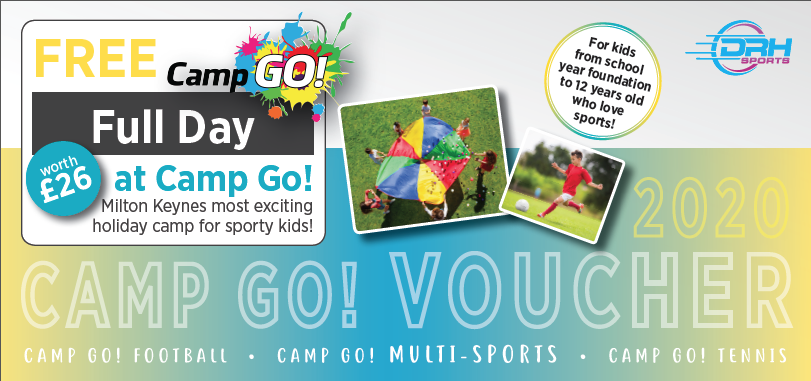 FREE
Camp GO!
Full Day
worth
£26
at Camp Go!
Milton Keynes most exciting
holiday camp for sporty kids!
For kids
from school
year foundation
to 12 years old
who love
sports!
DRH
SPORTS
2020
CAMP GO! VOUCHER
CAMP GO! FOOTBALL • CAMP GO! MULTI-SPORTS • CAMP GO! TENNIS